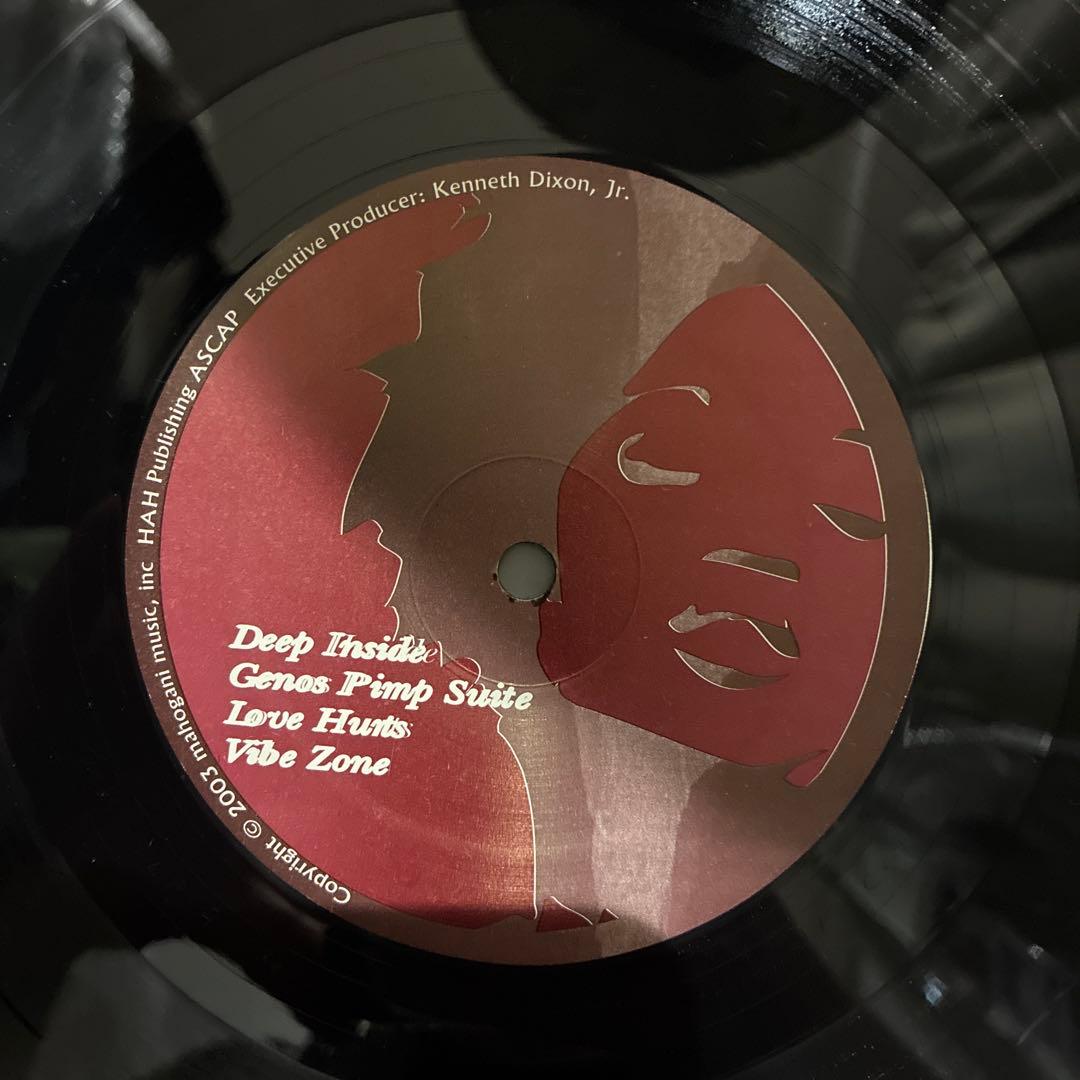 Copyright © 2003 mahogani music, inc HAH Publishing ASCAP Executive Producer: Kenneth Dixon, Jr.
Deep Inside
Genos Pimp Suite
Love Hurts
Vibe Zone